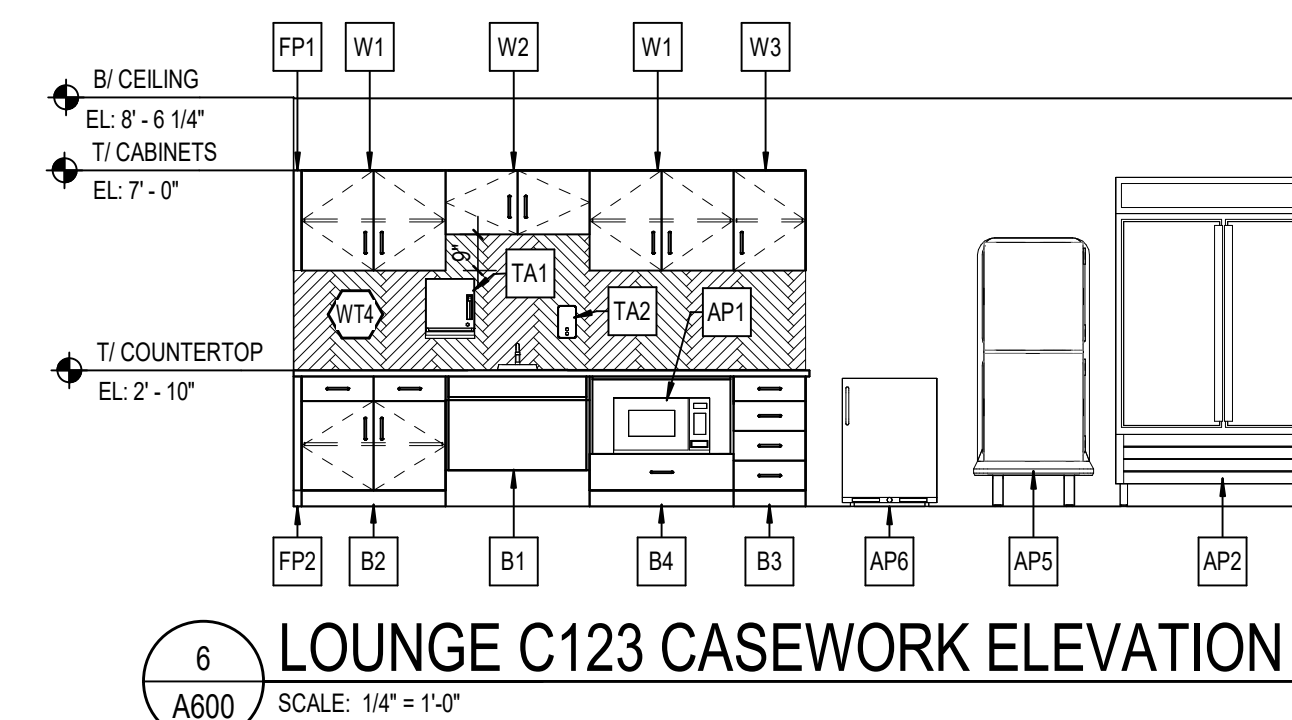 FP1 W1 W2 W1 W3
B/ CEILING
EL: 8' - 6 1/4"
T/ CABINETS
EL: 7' - 0"
9"
TA1
WT4
TA2
AP1
T/ COUNTERTOP
EL: 2' - 10"
FP2 B2 B1 B4 B3 AP6 AP5 AP2
6
LOUNGE C123 CASEWORK ELEVATION
A600
SCALE: 1/4" = 1'-0"